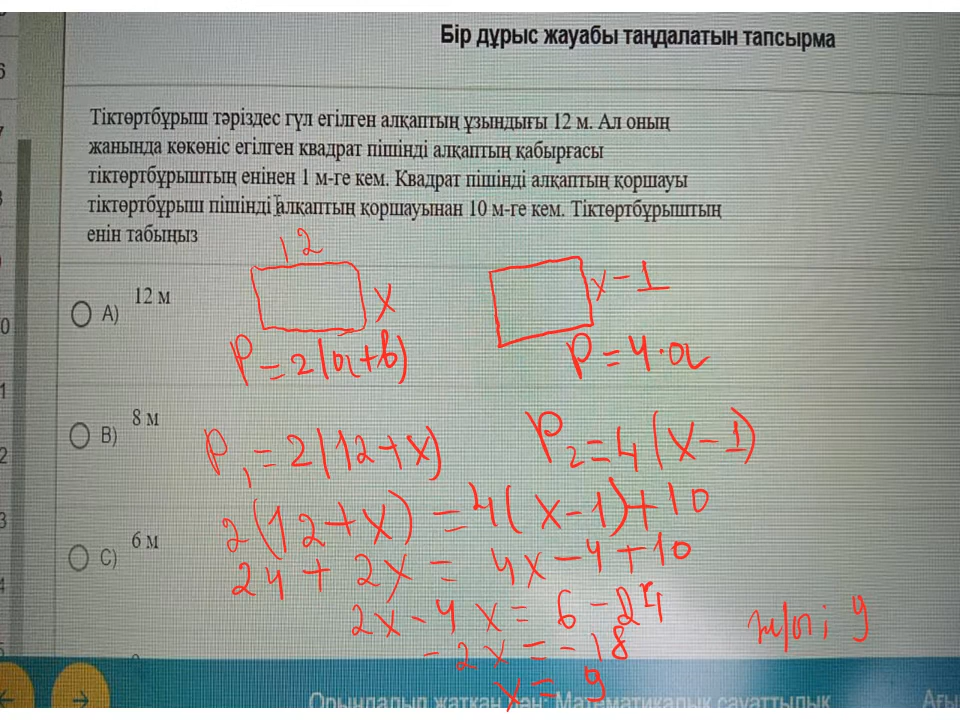 Бір дұрыс жауабы таңдалатын тапсырма
Тіктөртбұрыш тәріздес гүл егілген алқаптың ұзындығы 12 м. Ал оның
жанында көкөніс егілген квадрат пішінді алқаптың қабырғасы
тіктөртбұрыштың енінен 1 м-ге кем. Квадрат пішінді алқаптың қоршауы
тіктөртбұрыш пішінді алқаптың қоршауынан 10 м-ге кем. Тіктөртбұрыштың
енін табыңыз
12
x
x-1
A) 12 м
P=2(a+b)
P=4·a
B) 8 м
P₁=2(12+x)
P₂=4(x-1)
2(12+x)=4(x-1)+10
C) 6 м
24+2x=4x-4+10
2x-4x=6-24
-2x=-18
x=9
Орындалып жатқан пән: Математикалық сауаттылық